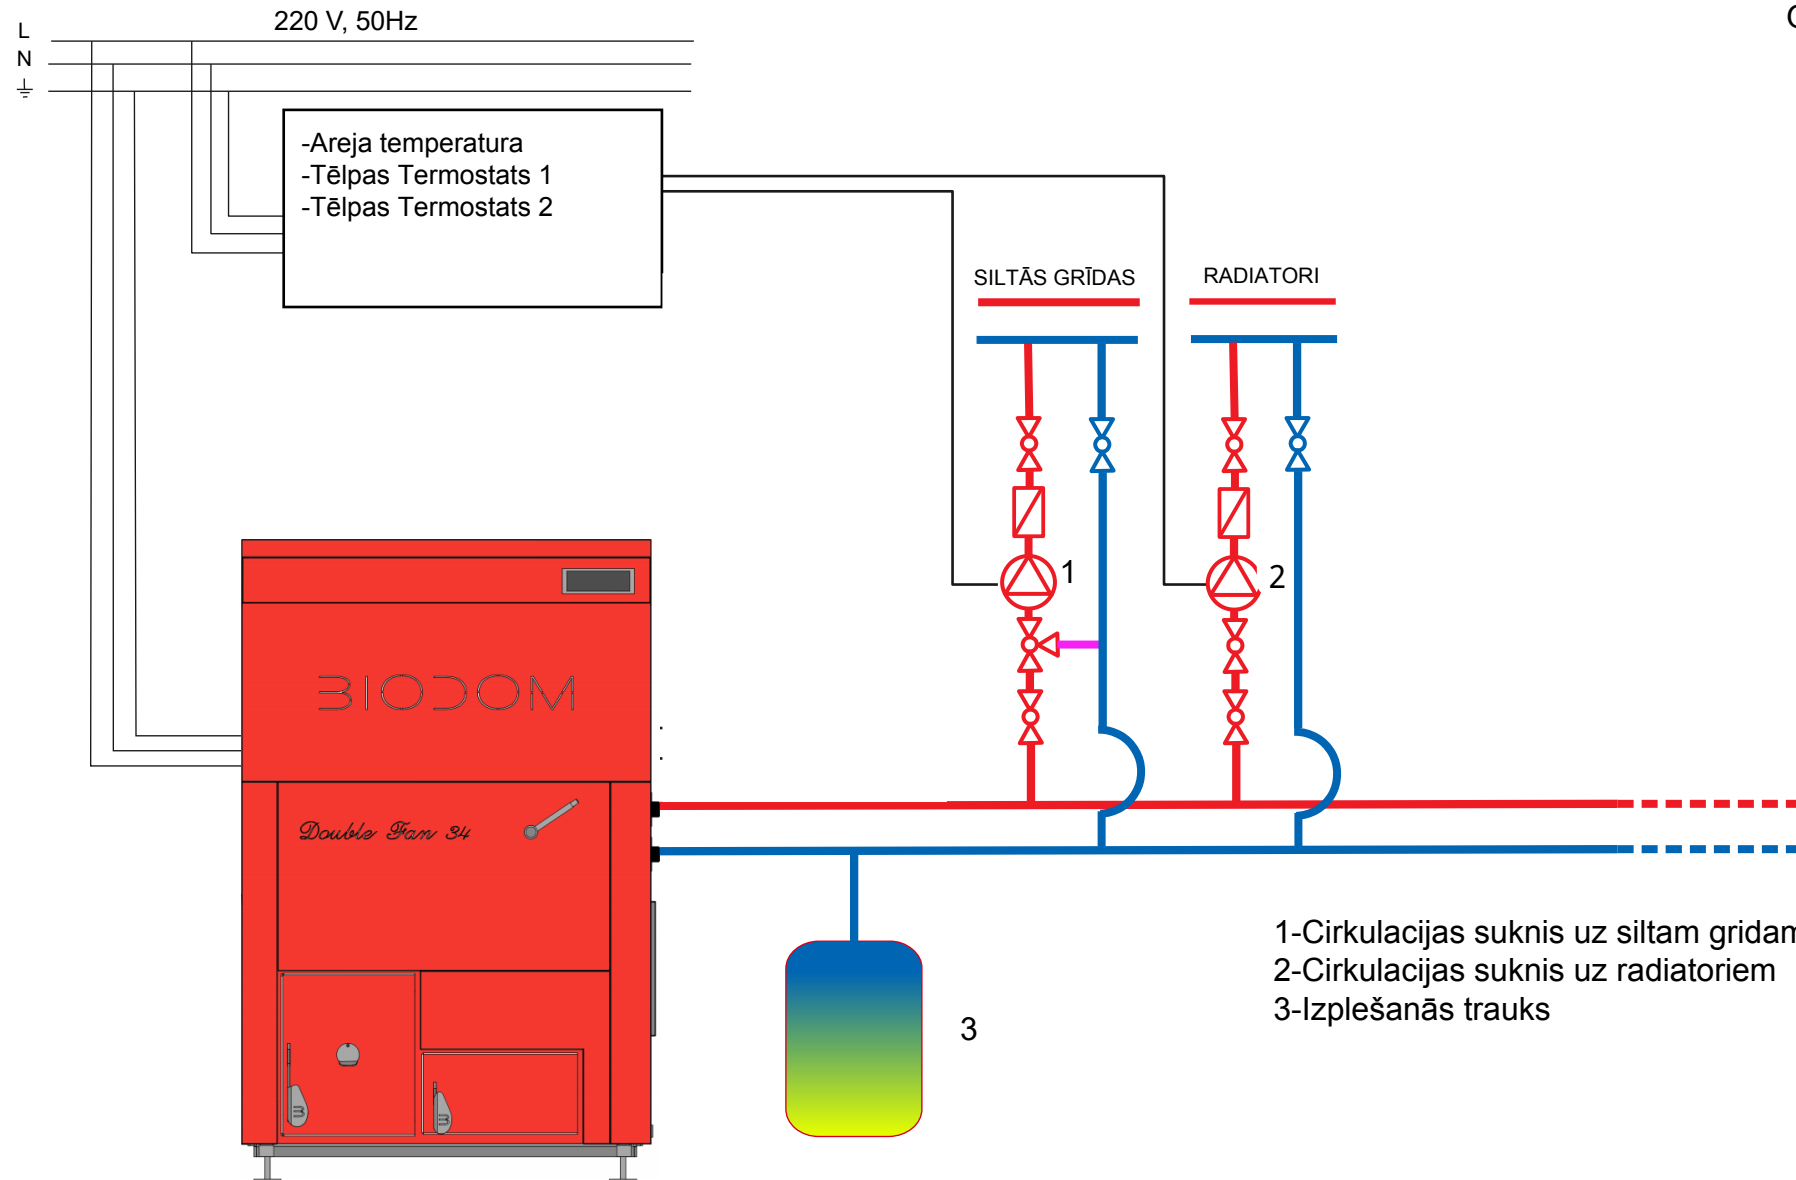 220 V, 50Hz
L
N
-Areja temperatura
-Tēlpas Termostats 1
-Tēlpas Termostats 2
SILTĀS GRĪDAS
RADIATORI
1
2
BIODOM
Double Fan 34
3
1-Cirkulacijas suknis uz siltam gridam
2-Cirkulacijas suknis uz radiatoriem
3-Izplešanās trauks